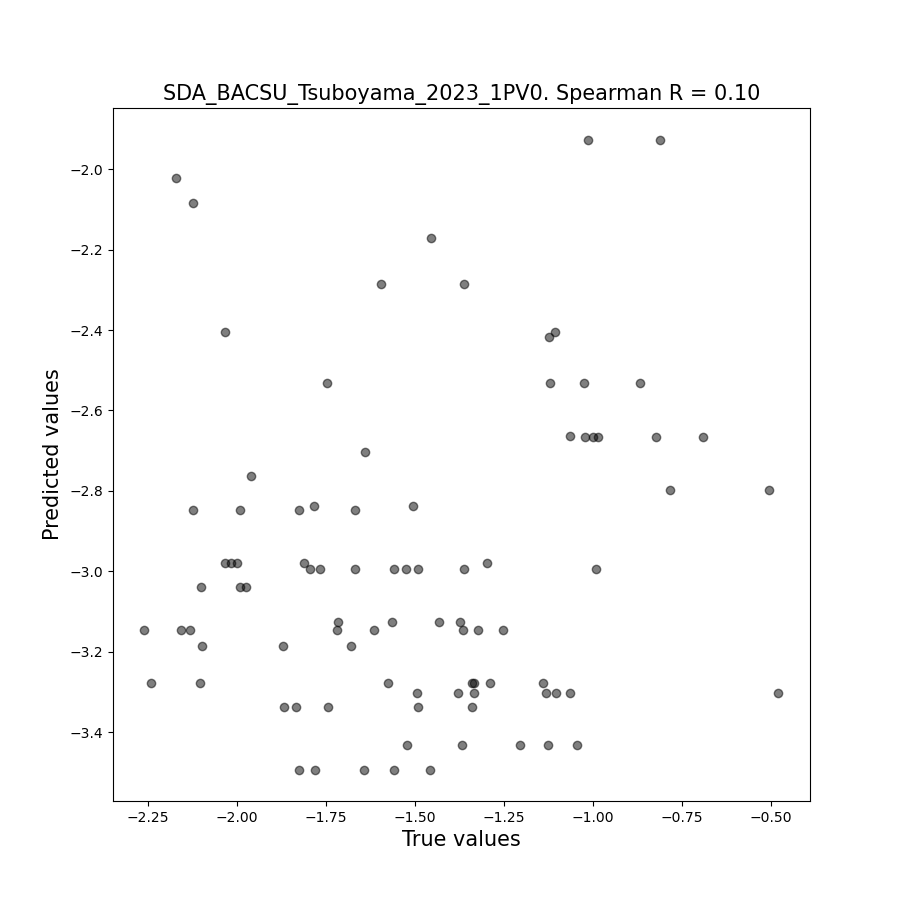 SDA_BACSU_Tsuboyama_2023_1PV0. Spearman R = 0.10
−2.0
−2.2
−2.4
−2.6
−2.8
−3.0
−3.2
−3.4
Predicted values
−2.25 −2.00 −1.75 −1.50 −1.25 −1.00 −0.75 −0.50
True values